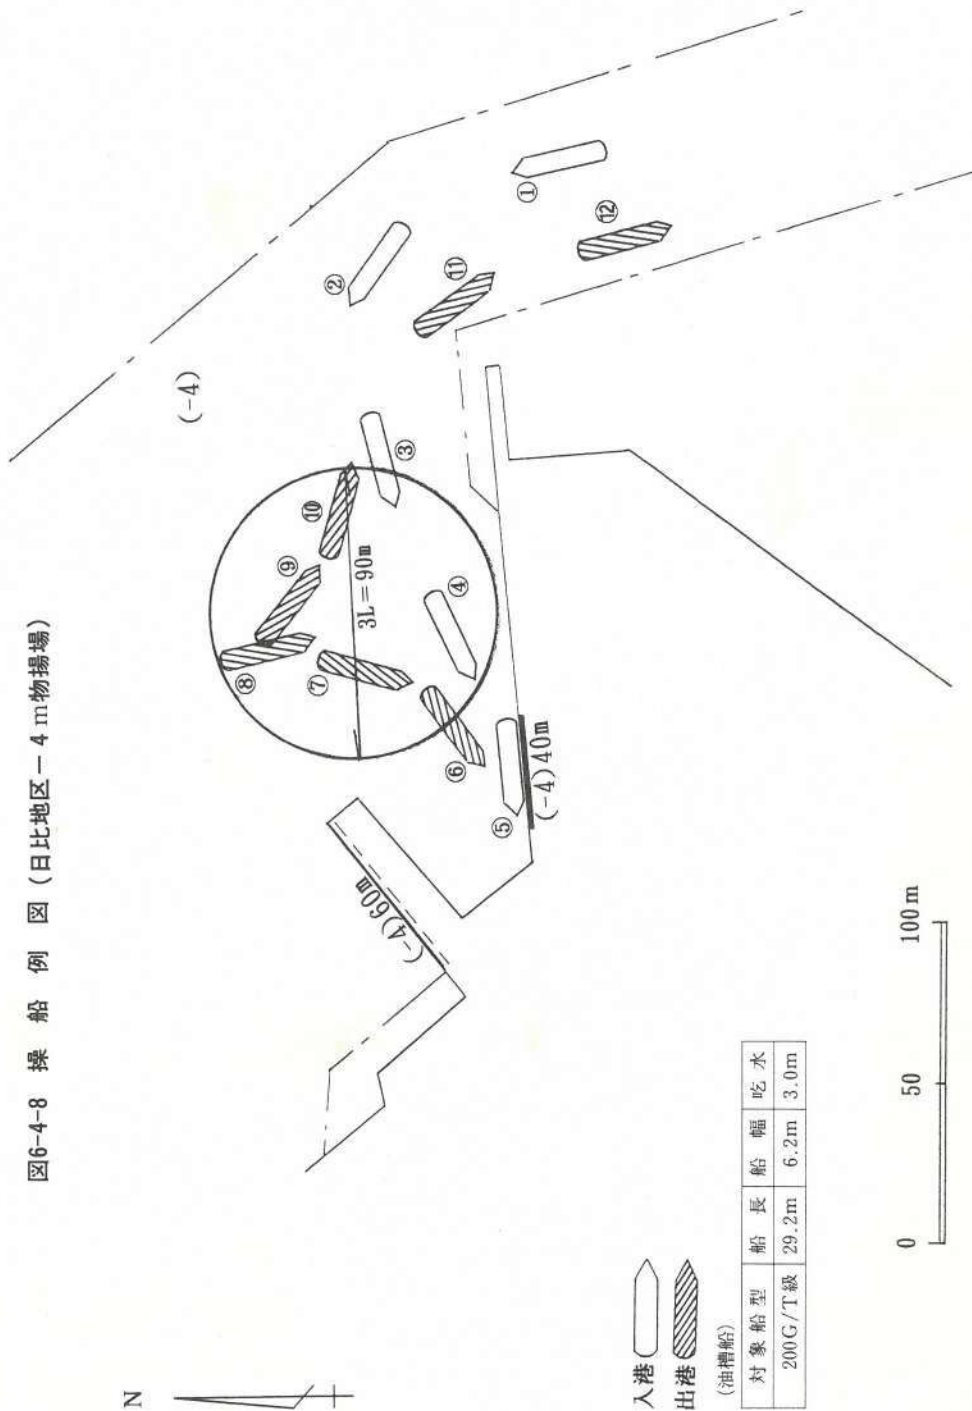 図6-4-8 操船例図(日比地区-4m物揚場)
N
(-4)
①
②
③
④
⑤
⑥
⑦
⑧
⑨
⑩
⑪
⑫
3L=90m
(-4)60m
(-4)40m
入港
出港
(油槽船)
対象船型 船長 船幅 吃水
200G/T級 29.2m 6.2m 3.0m
0 50 100m